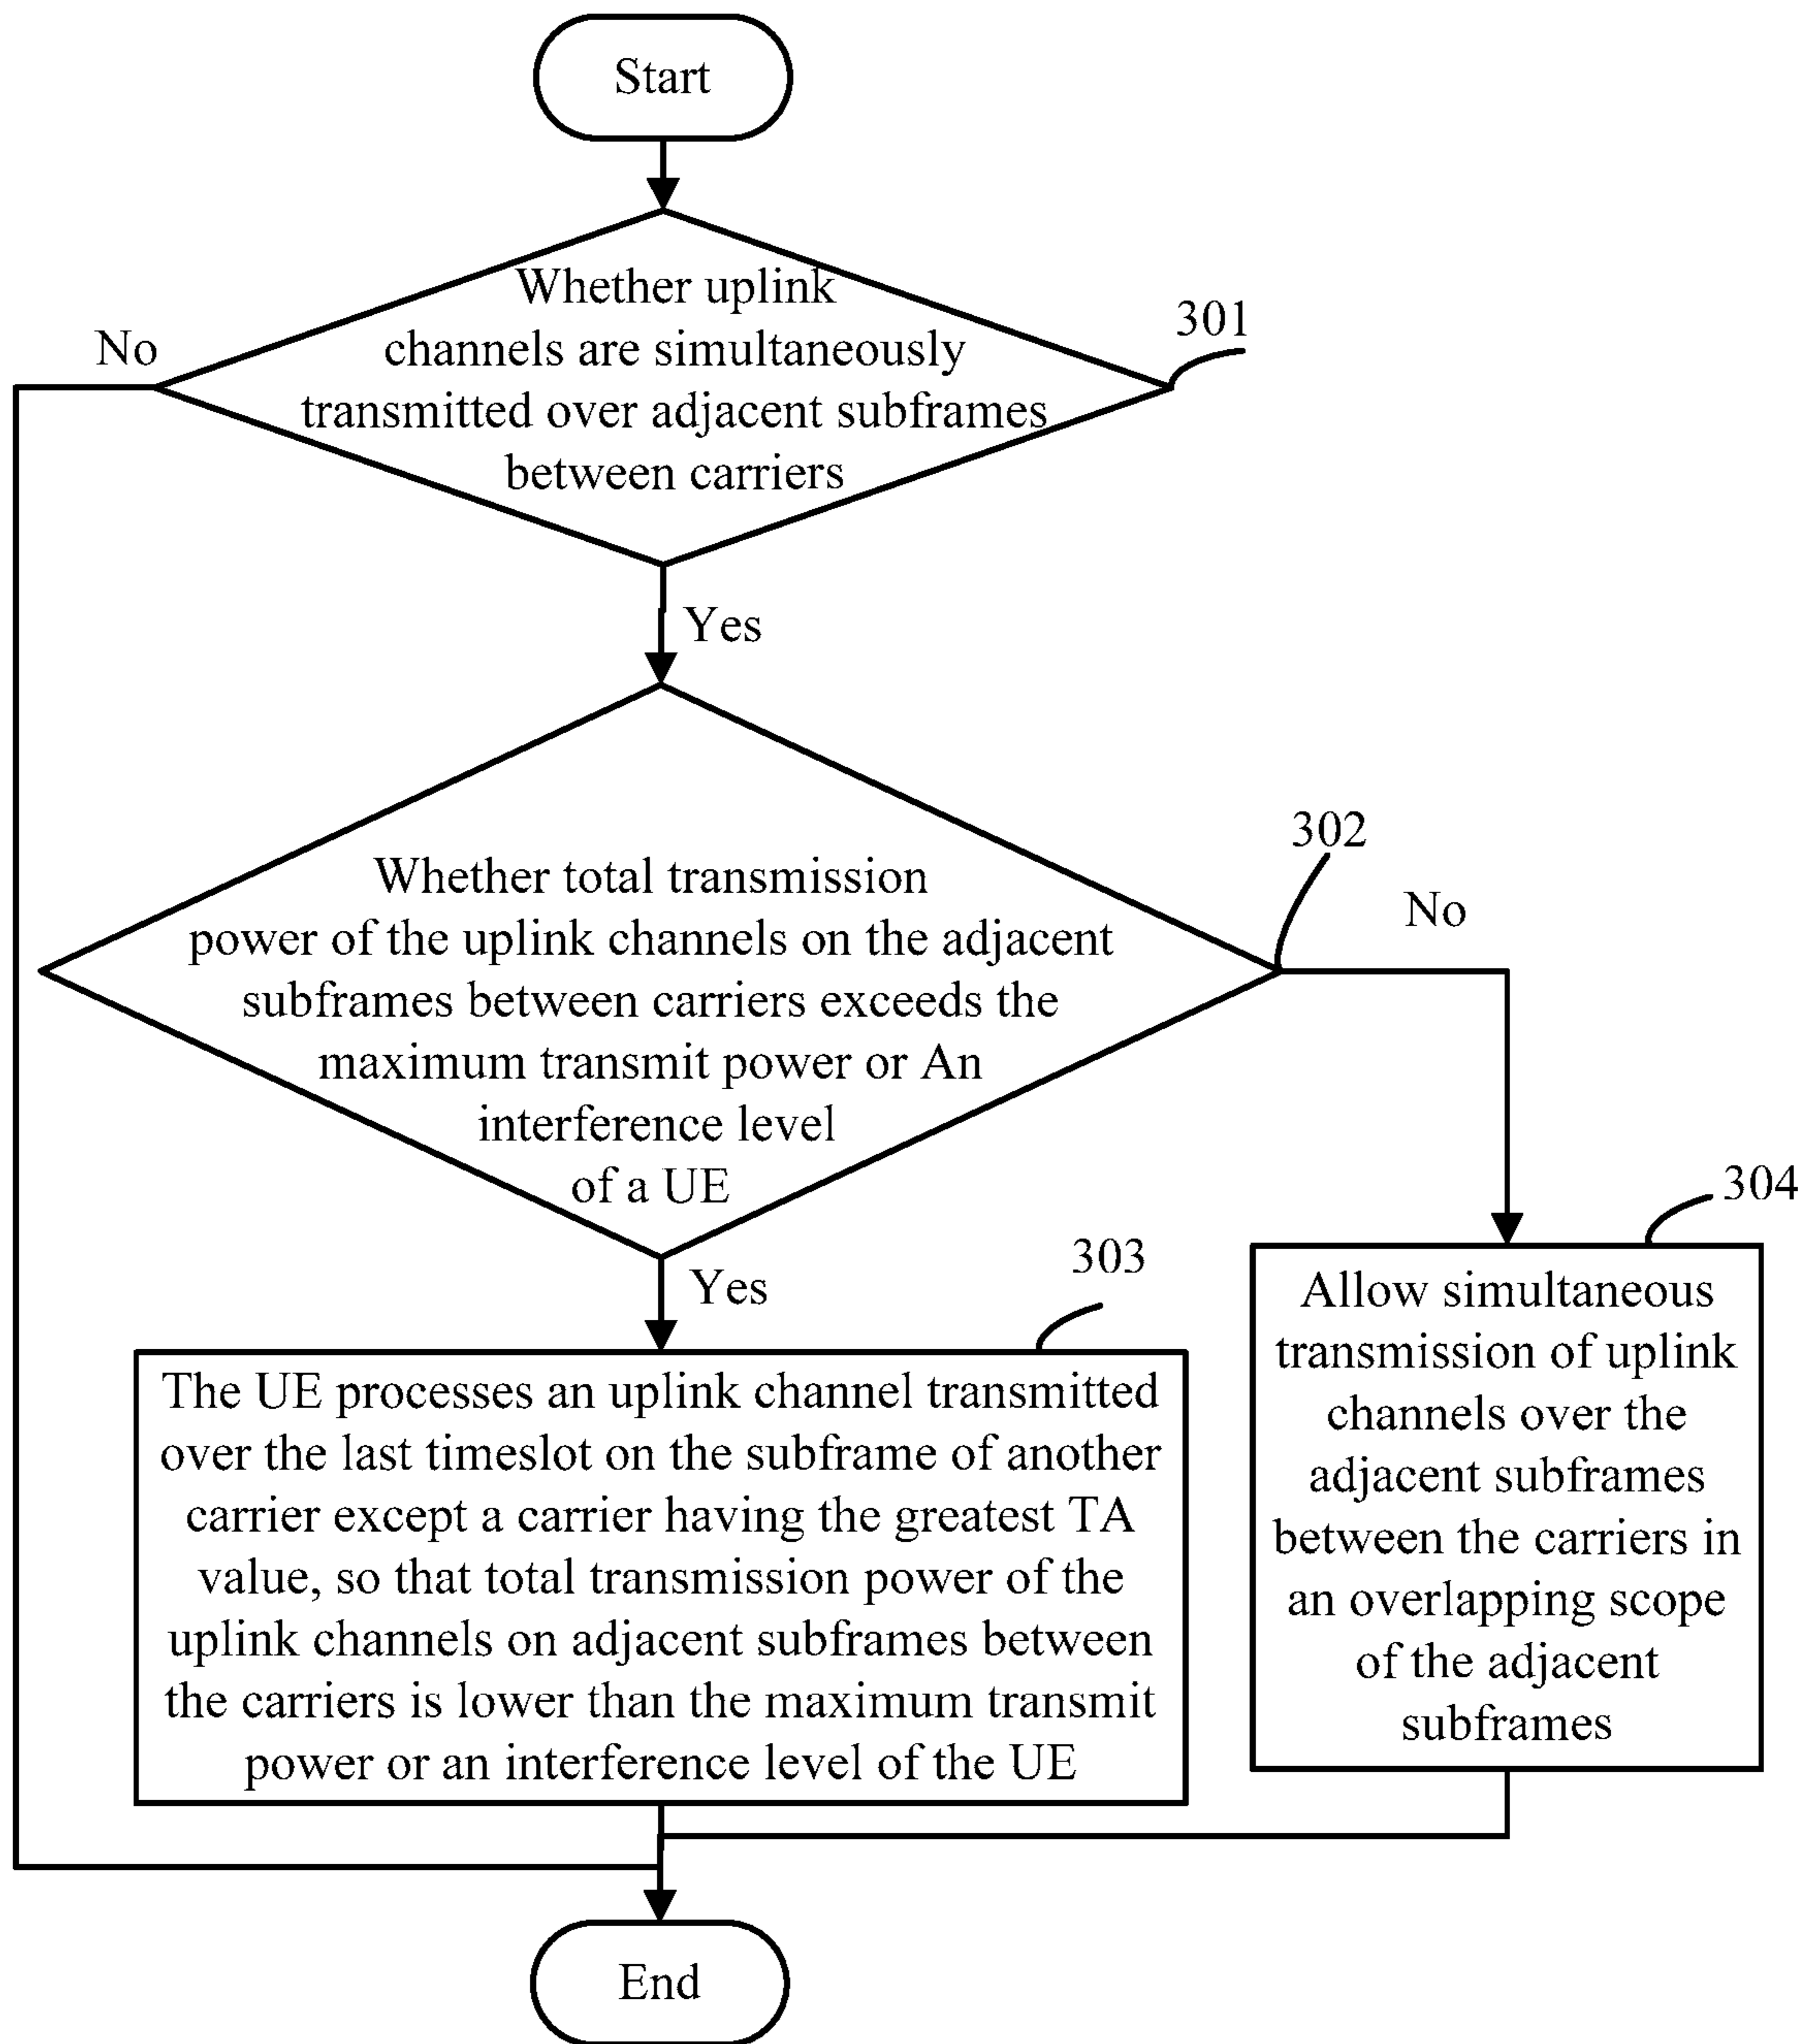 Start
Whether uplink
channels are simultaneously
transmitted over adjacent subframes
between carriers
301
No
Yes
Whether total transmission
power of the uplink channels on the adjacent
subframes between carriers exceeds the
maximum transmit power or An
interference level
of a UE
302
No
Yes
303
The UE processes an uplink channel transmitted
over the last timeslot on the subframe of another
carrier except a carrier having the greatest TA
value, so that total transmission power of the
uplink channels on adjacent subframes between
the carriers is lower than the maximum transmit
power or an interference level of the UE
304
Allow simultaneous
transmission of uplink
channels over the
adjacent subframes
between the carriers in
an overlapping scope
of the adjacent
subframes
End